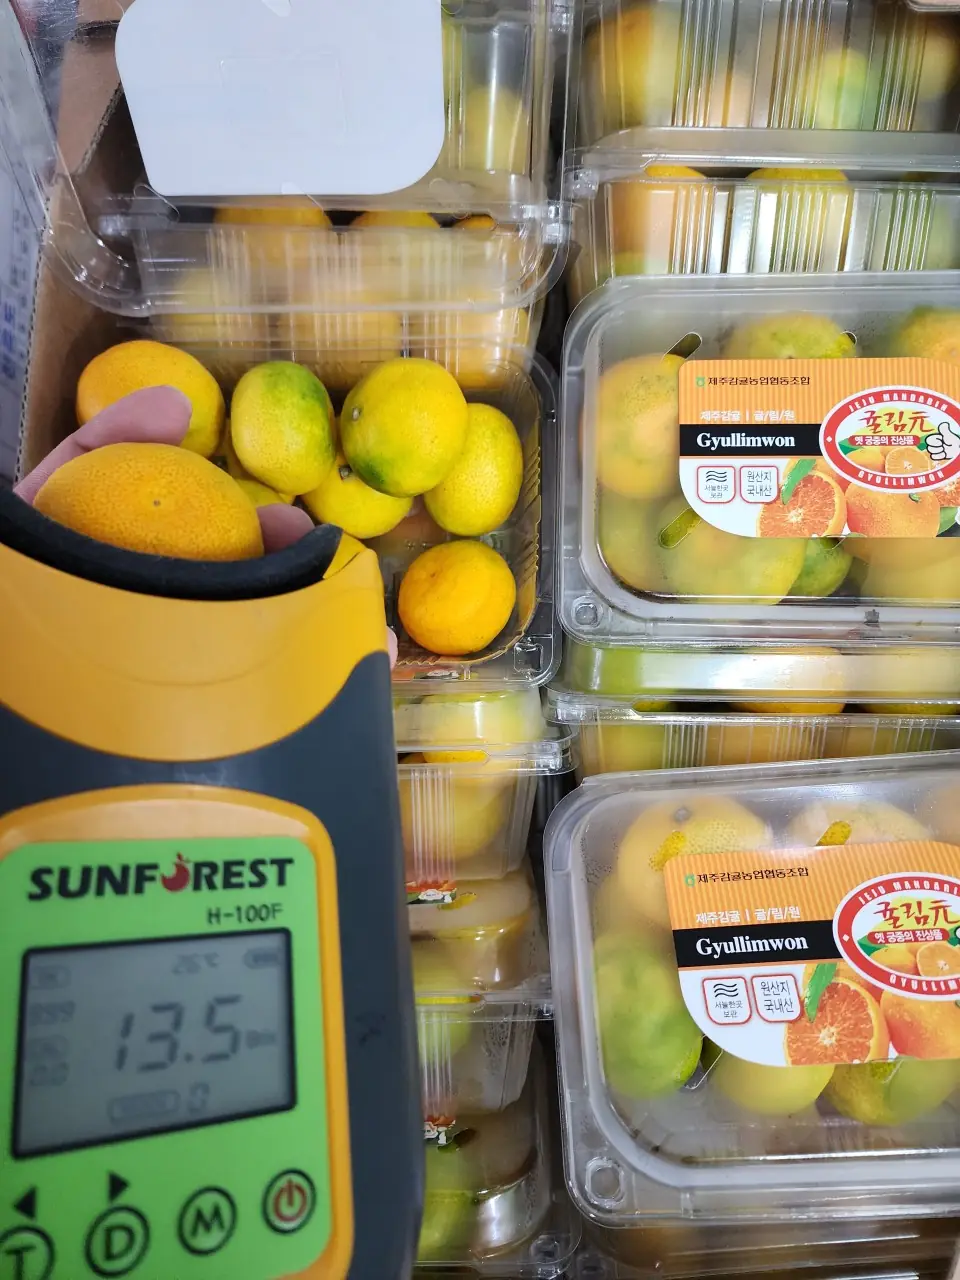 제주감귤농업협동조합
제주감귤 | 귤/림/원
Gyullimwon
서늘한곳
보관
원산지
국내산
JEJU MANDARIN
귤림元
옛 궁중의 진상품
GYULLIMWON
제주감귤농업협동조합
제주감귤 | 귤/림/원
Gyullimwon
서늘한곳
보관
원산지
국내산
JEJU MANDARIN
귤림元
옛 궁중의 진상품
GYULLIMWON
SUNFOREST
H-100F
13.5
T
D
M